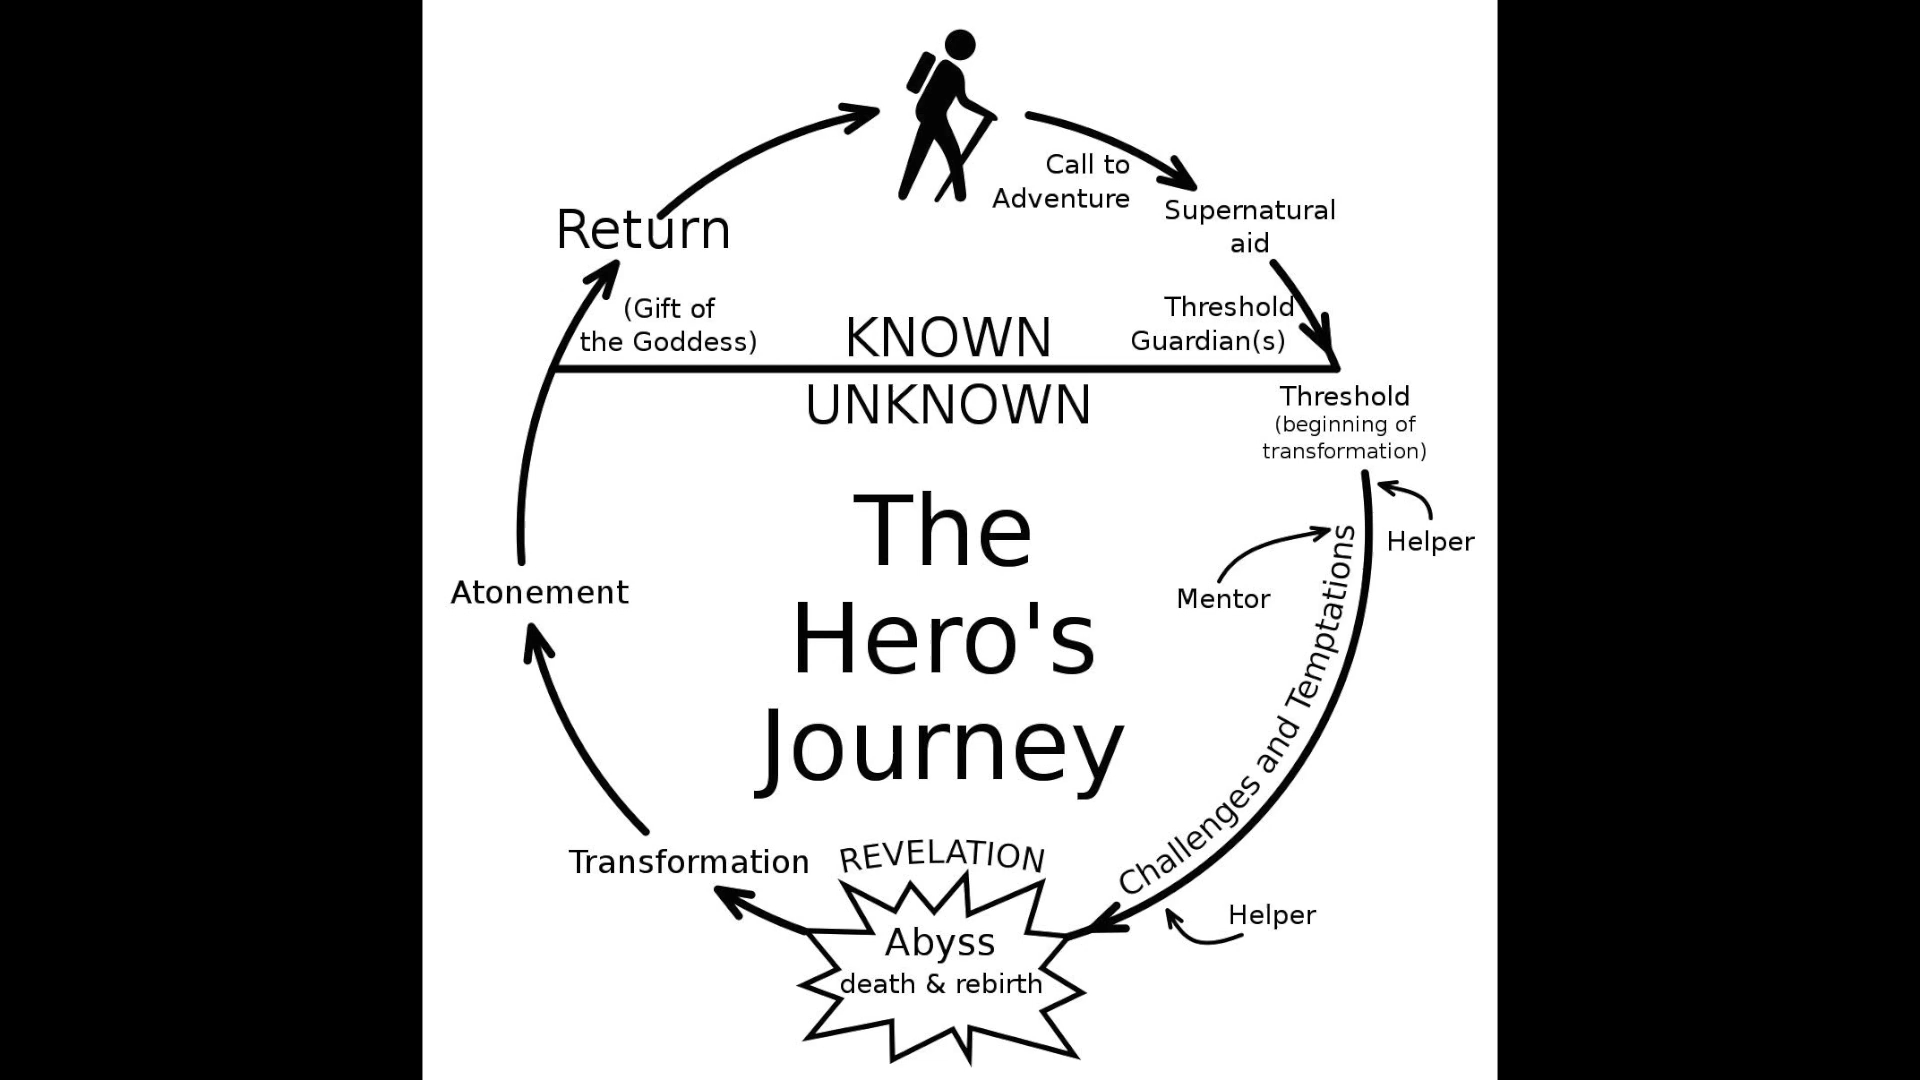 Call to
Adventure
Supernatural
aid
Return
(Gift of
the Goddess)
KNOWN
Threshold
Guardian(s)
UNKNOWN
Threshold
(beginning of
transformation)
Helper
Mentor
Challenges and Temptations
The
Hero's
Journey
Atonement
Transformation
REVELATION
Abyss
death & rebirth
Helper